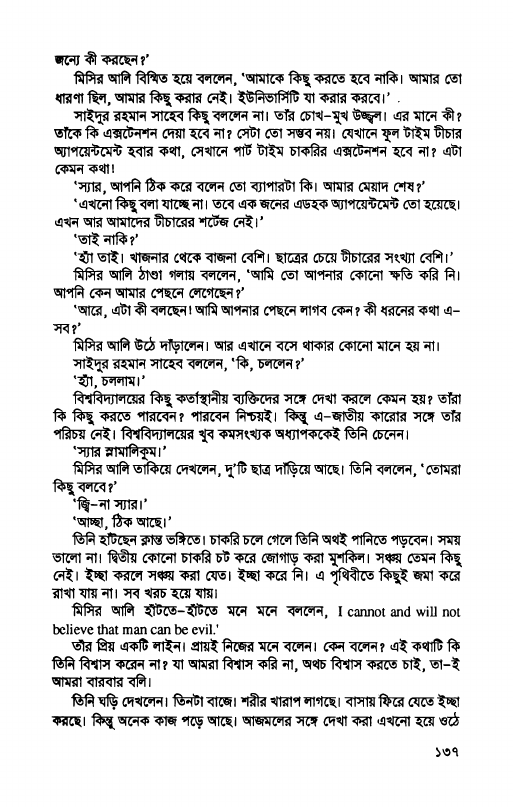 জন্যে কী করছেন?’
মিসির আলি বিস্মিত হয়ে বললেন, ‘আমাকে কিছু করতে হবে নাকি। আমার তো
ধারণা ছিল, আমার কিছু করার নেই। ইউনিভার্সিটি যা করার করবে।’
সাইদুর রহমান সাহেব কিছু বললেন না। তাঁর চোখ-মুখ উজ্জ্বল। এর মানে কী?
তাঁকে কি এক্সটেনশন দেয়া হবে না? সেটা তো সম্ভব নয়। যেখানে ফুল টাইম টীচার
অ্যাপয়েন্টমেন্ট হবার কথা, সেখানে পার্ট টাইম চাকরির এক্সটেনশন হবে না? এটা
কেমন কথা!
‘স্যার, আপনি ঠিক করে বলেন তো ব্যাপারটা কি। আমার মেয়াদ শেষ?’
‘এখনো কিছু বলা যাচ্ছে না। তবে এক জনের এডহক অ্যাপয়েন্টমেন্ট তো হয়েছে।
এখন আর আমাদের টীচারের শর্টেজ নেই।’
‘তাই নাকি?’
‘হ্যাঁ তাই। খাজনার থেকে বাজনা বেশি। ছাত্রের চেয়ে টীচারের সংখ্যা বেশি।’
মিসির আলি ঠাণ্ডা গলায় বললেন, ‘আমি তো আপনার কোনো ক্ষতি করি নি।
আপনি কেন আমার পেছনে লেগেছেন?’
‘আরে, এটা কী বলছেন! আমি আপনার পেছনে লাগব কেন? কী ধরনের কথা এ-
সব?’
মিসির আলি উঠে দাঁড়ালেন। আর এখানে বসে থাকার কোনো মানে হয় না।
সাইদুর রহমান সাহেব বললেন, ‘কি, চললেন?’
‘হ্যাঁ, চললাম।’
বিশ্ববিদ্যালয়ের কিছু কর্তাস্থানীয় ব্যক্তিদের সঙ্গে দেখা করলে কেমন হয়? তাঁরা
কি কিছু করতে পারবেন? পারবেন নিশ্চয়ই। কিন্তু এ-জাতীয় কারোর সঙ্গে তাঁর
পরিচয় নেই। বিশ্ববিদ্যালয়ের খুব কমসংখ্যক অধ্যাপককেই তিনি চেনেন।
‘স্যার স্লামালিকুম।’
মিসির আলি তাকিয়ে দেখলেন, দু’টি ছাত্র দাঁড়িয়ে আছে। তিনি বললেন, ‘তোমরা
কিছু বলবে?’
‘জ্বি-না স্যার।’
‘আচ্ছা, ঠিক আছে।’
তিনি হাঁটছেন ক্লান্ত ভঙ্গিতে। চাকরি চলে গেলে তিনি অথই পানিতে পড়বেন। সময়
ভালো না। দ্বিতীয় কোনো চাকরি চট করে জোগাড় করা মুশকিল। সঞ্চয় তেমন কিছু
নেই। ইচ্ছা করলে সঞ্চয় করা যেত। ইচ্ছা করে নি। এ পৃথিবীতে কিছুই জমা করে
রাখা যায় না। সব খরচ হয়ে যায়।
মিসির আলি হাঁটতে-হাঁটতে মনে মনে বললেন, I cannot and will not
believe that man can be evil.'
তাঁর প্রিয় একটি লাইন। প্রায়ই নিজের মনে বলেন। কেন বলেন? এই কথাটি কি
তিনি বিশ্বাস করেন না? যা আমরা বিশ্বাস করি না, অথচ বিশ্বাস করতে চাই, তা-ই
আমরা বারবার বলি।
তিনি ঘড়ি দেখলেন। তিনটা বাজে। শরীর খারাপ লাগছে। বাসায় ফিরে যেতে ইচ্ছা
করছে। কিন্তু অনেক কাজ পড়ে আছে। আজমলের সঙ্গে দেখা করা এখনো হয়ে ওঠে
১৩৭